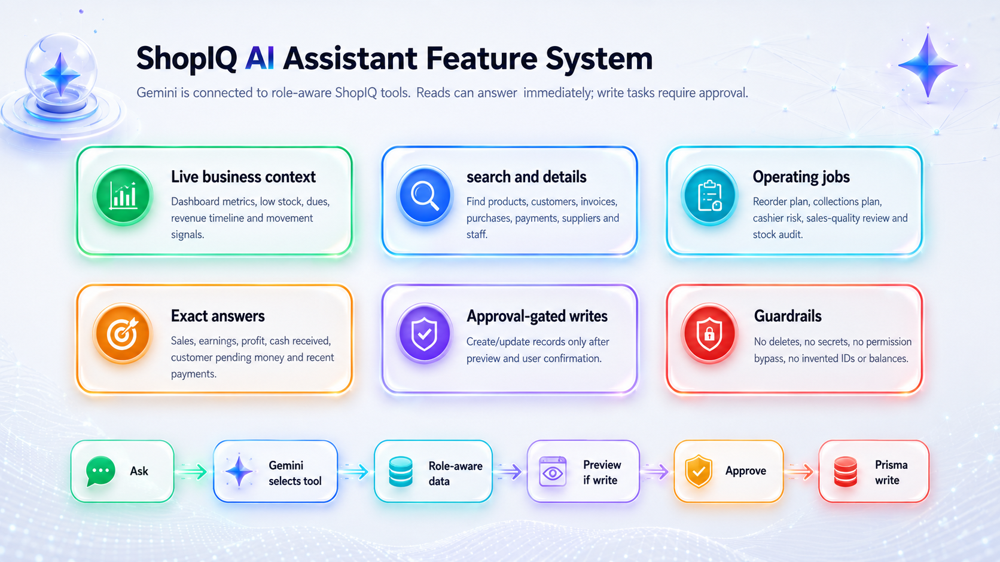 ShopIQ AI Assistant Feature System
Gemini is connected to role-aware ShopIQ tools. Reads can answer immediately; write tasks require approval.
Live business context
Dashboard metrics, low stock, dues,
revenue timeline and movement
signals.
search and details
Find products, customers, invoices,
purchases, payments, suppliers and
staff.
Operating jobs
Reorder plan, collections plan,
cashier risk, sales-quality review and
stock audit.
Exact answers
Sales, earnings, profit, cash received,
customer pending money and recent
payments.
Approval-gated writes
Create/update records only after
preview and user confirmation.
Guardrails
No deletes, no secrets, no permission
bypass, no invented IDs or balances.
Ask
Gemini
selects tool
Role-aware
data
Preview
if write
Approve
Prisma
write